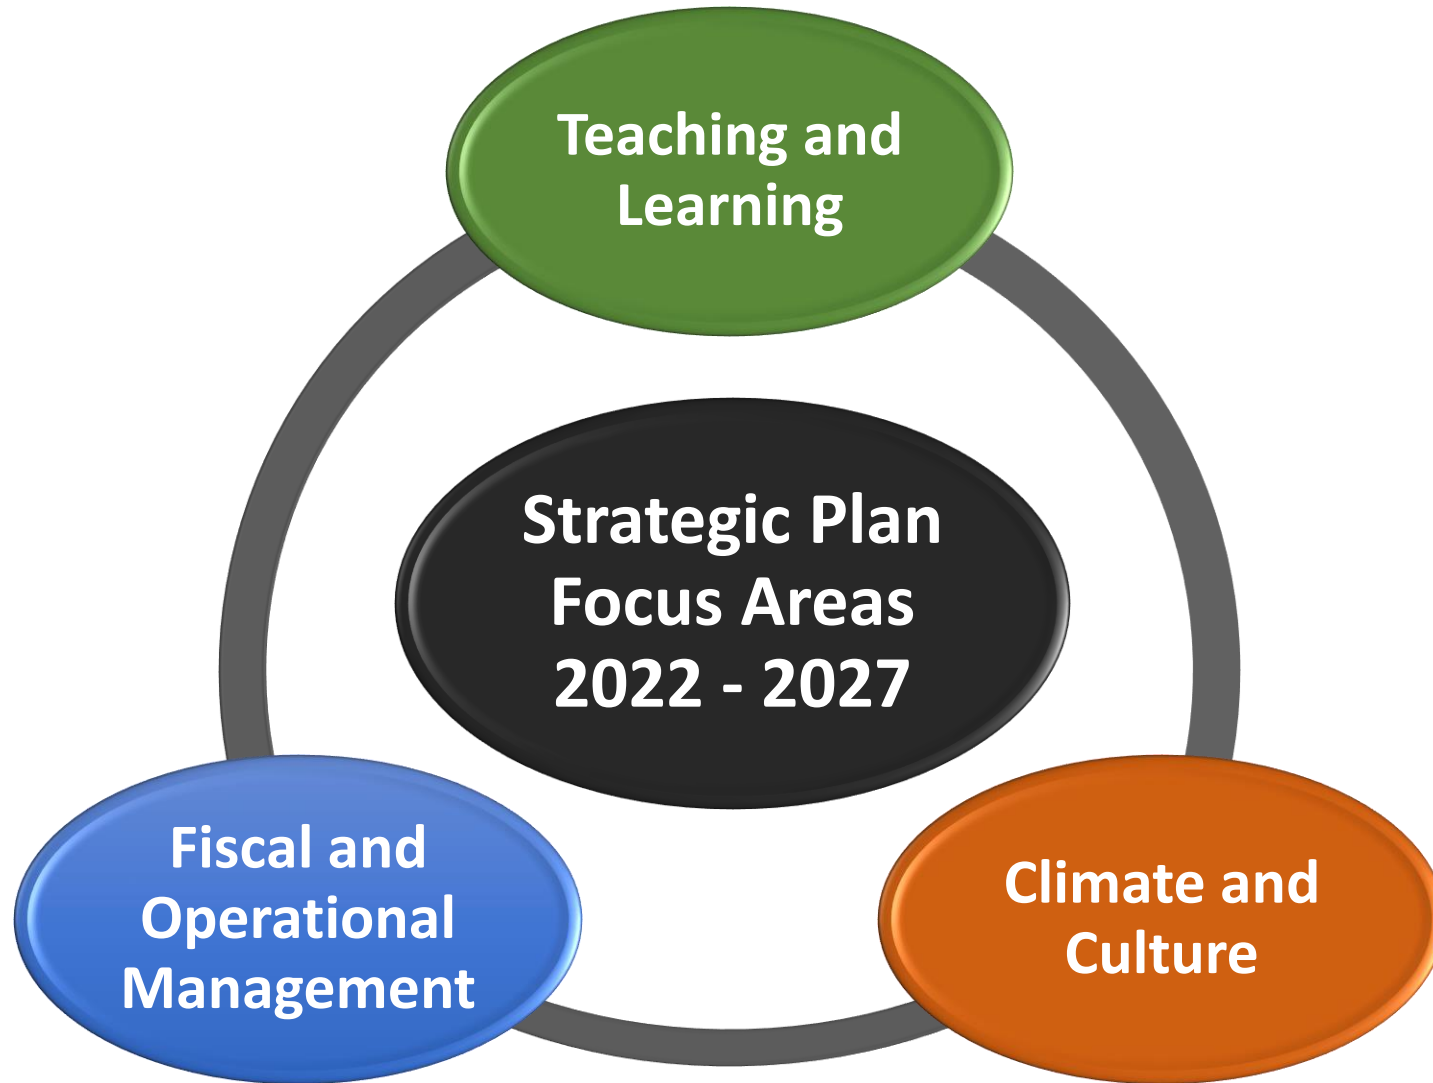 Teaching and
Learning
Strategic Plan
Focus Areas
2022 - 2027
Fiscal and
Operational
Management
Climate and
Culture